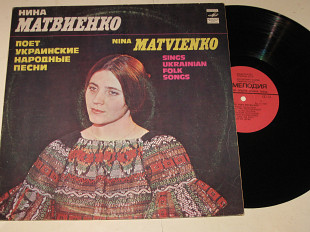 НИНА
МАТВИЕНКО
ПОЕТ
УКРАИНСКИЕ
НАРОДНЫЕ
ПЕСНИ
NINA MATVIENKO
SINGS
UKRAINIAN
FOLK
SONGS
МЕЛОДИЯ